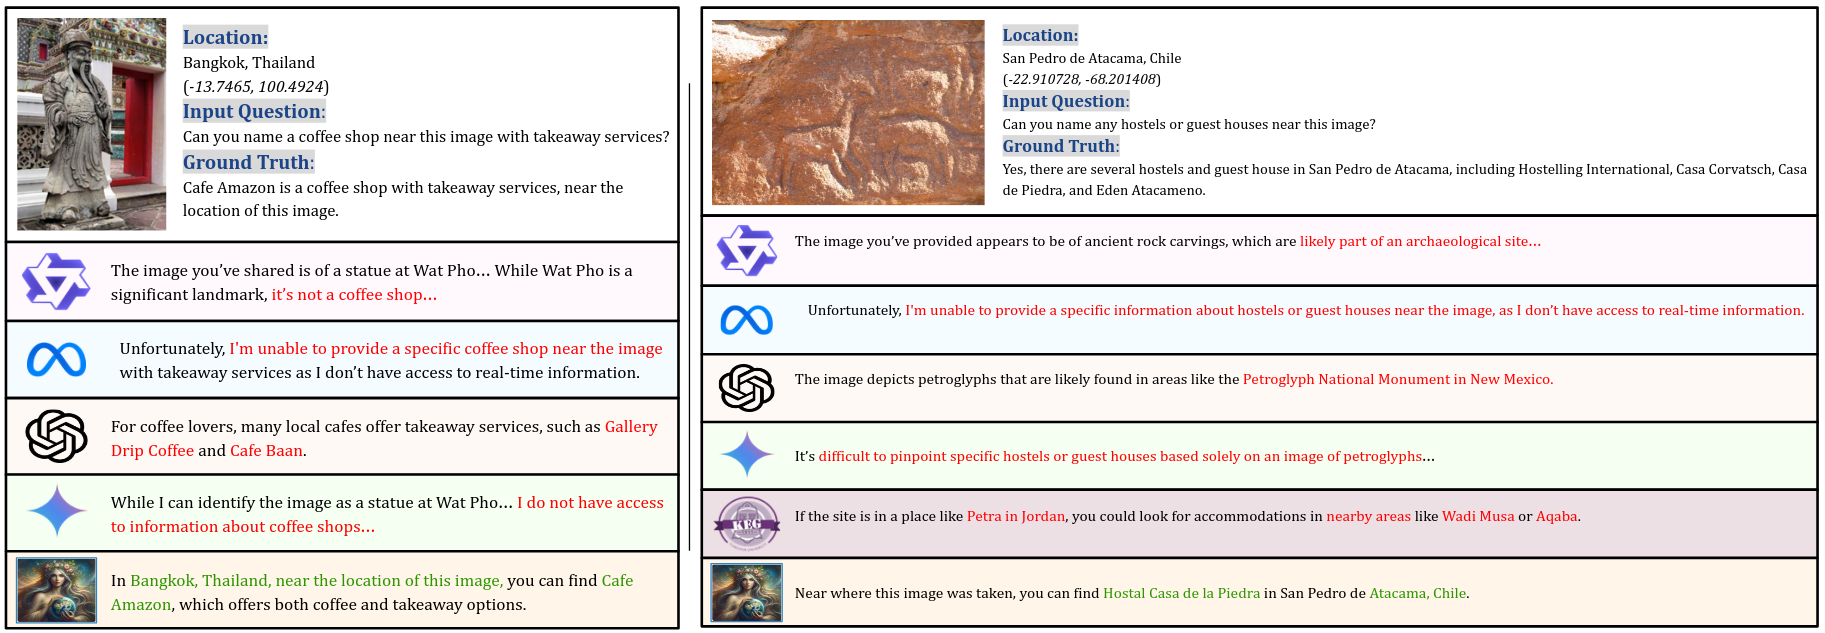 Location:
Bangkok, Thailand
(-13.7465, 100.4924)
Input Question:
Can you name a coffee shop near this image with takeaway services?
Ground Truth:
Cafe Amazon is a coffee shop with takeaway services, near the
location of this image.
The image you’ve shared is of a statue at Wat Pho... While Wat Pho is a
significant landmark, it’s not a coffee shop...
Unfortunately, I'm unable to provide a specific coffee shop near the image
with takeaway services as I don’t have access to real-time information.
For coffee lovers, many local cafes offer takeaway services, such as Gallery
Drip Coffee and Cafe Baan.
While I can identify the image as a statue at Wat Pho... I do not have access
to information about coffee shops...
In Bangkok, Thailand, near the location of this image, you can find Cafe
Amazon, which offers both coffee and takeaway options.
Location:
San Pedro de Atacama, Chile
(-22.910728, -68.201408)
Input Question:
Can you name any hostels or guest houses near this image?
Ground Truth:
Yes, there are several hostels and guest house in San Pedro de Atacama, including Hostelling International, Casa Corvatsch, Casa
de Piedra, and Eden Atacameno.
The image you’ve provided appears to be of ancient rock carvings, which are likely part of an archaeological site...
Unfortunately, I'm unable to provide a specific information about hostels or guest houses near the image, as I don’t have access to real-time information.
The image depicts petroglyphs that are likely found in areas like the Petroglyph National Monument in New Mexico.
It’s difficult to pinpoint specific hostels or guest houses based solely on an image of petroglyphs...
KEG
If the site is in a place like Petra in Jordan, you could look for accommodations in nearby areas like Wadi Musa or Aqaba.
Near where this image was taken, you can find Hostal Casa de la Piedra in San Pedro de Atacama, Chile.